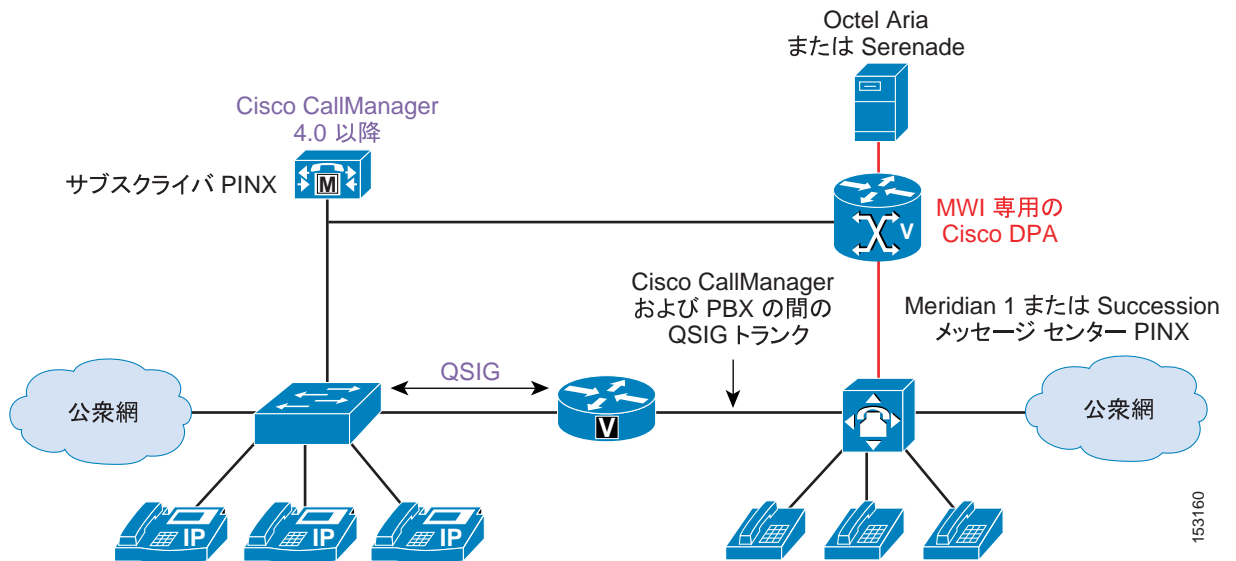 Octel Aria
または Serenade
Cisco CallManager
4.0 以降
サブスクライバ PINX
M
V
MWI 専用の
Cisco DPA
Cisco CallManager
および PBX の間の
QSIG トランク
Meridian 1 または Succession
メッセージ センター PINX
公衆網
QSIG
V
公衆網
IP
IP
IP
153160